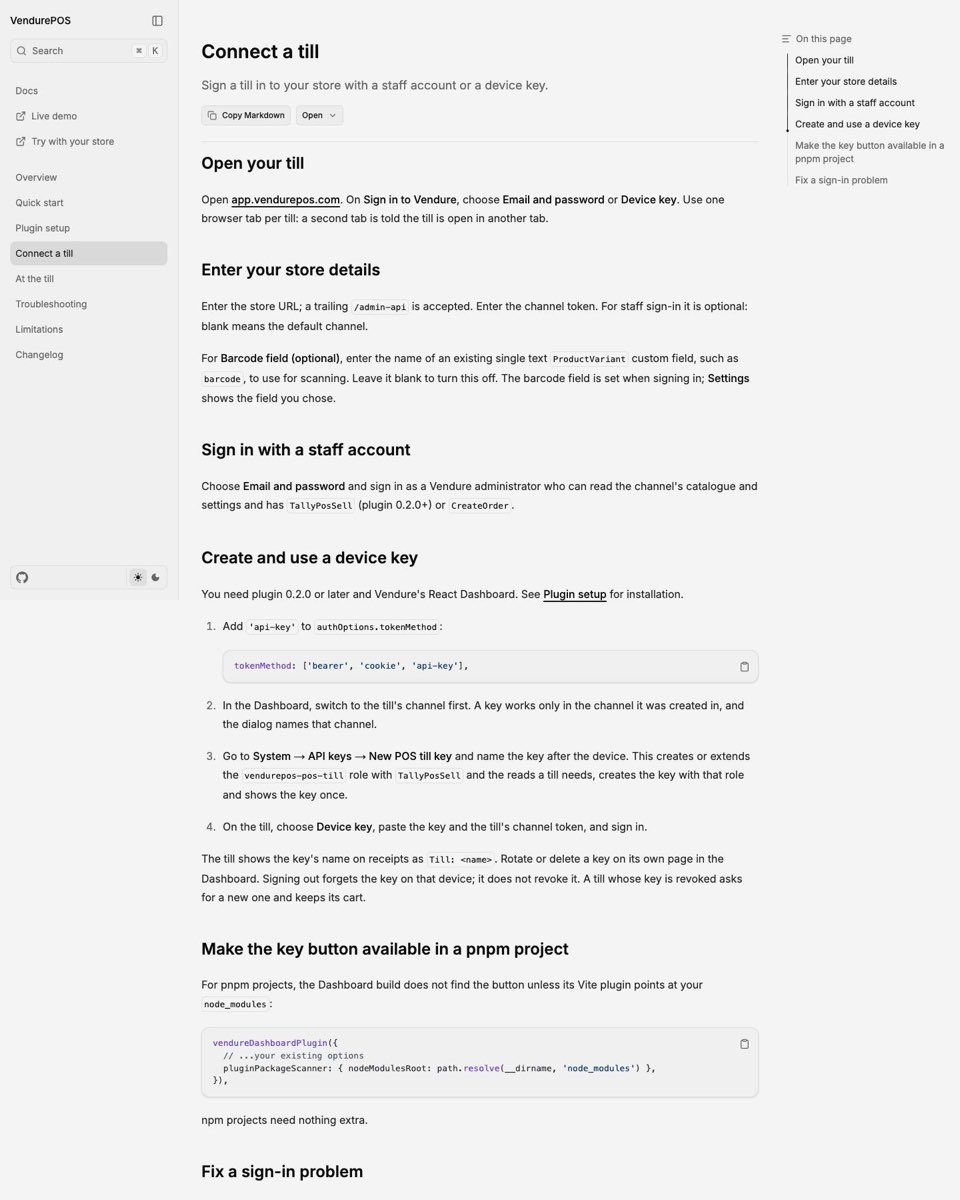 VendurePOS
Search
⌘ K
Docs
Live demo
Try with your store
Overview
Quick start
Plugin setup
Connect a till
At the till
Troubleshooting
Limitations
Changelog
Connect a till
Sign a till in to your store with a staff account or a device key.
Copy Markdown
Open
Open your till
Open app.vendurepos.com. On Sign in to Vendure, choose Email and password or Device key. Use one
browser tab per till: a second tab is told the till is open in another tab.
Enter your store details
Enter the store URL; a trailing /admin-api is accepted. Enter the channel token. For staff sign-in it is optional:
blank means the default channel.
For Barcode field (optional), enter the name of an existing single text ProductVariant custom field, such as
barcode, to use for scanning. Leave it blank to turn this off. The barcode field is set when signing in; Settings
shows the field you chose.
Sign in with a staff account
Choose Email and password and sign in as a Vendure administrator who can read the channel's catalogue and
settings and has TallyPosSell (plugin 0.2.0+) or CreateOrder.
Create and use a device key
You need plugin 0.2.0 or later and Vendure's React Dashboard. See Plugin setup for installation.
1. Add 'api-key' to authOptions.tokenMethod:
tokenMethod: ['bearer', 'cookie', 'api-key'],
2. In the Dashboard, switch to the till's channel first. A key works only in the channel it was created in, and
the dialog names that channel.
3. Go to System → API keys → New POS till key and name the key after the device. This creates or extends
the vendurepos-pos-till role with TallyPosSell and the reads a till needs, creates the key with that role
and shows the key once.
4. On the till, choose Device key, paste the key and the till's channel token, and sign in.
The till shows the key's name on receipts as Till: <name>. Rotate or delete a key on its own page in the
Dashboard. Signing out forgets the key on that device; it does not revoke it. A till whose key is revoked asks
for a new one and keeps its cart.
Make the key button available in a pnpm project
For pnpm projects, the Dashboard build does not find the button unless its Vite plugin points at your
node_modules:
vendureDashboardPlugin({
// ...your existing options
pluginPackageScanner: { nodeModulesRoot: path.resolve(__dirname, 'node_modules') },
}),
npm projects need nothing extra.
Fix a sign-in problem
On this page
Open your till
Enter your store details
Sign in with a staff account
Create and use a device key
Make the key button available in a
pnpm project
Fix a sign-in problem